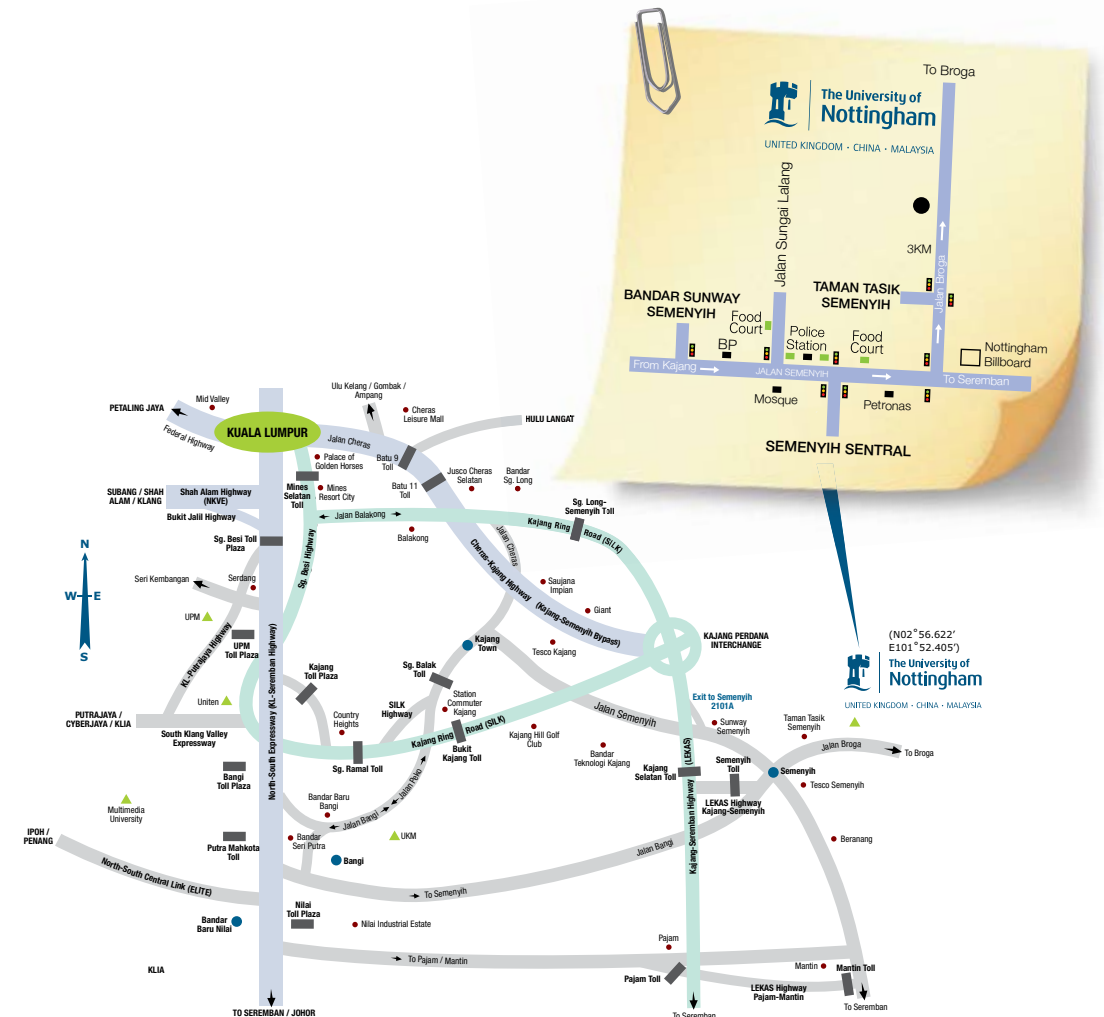 To Broga
The University of
Nottingham
UNITED KINGDOM · CHINA · MALAYSIA
Jalan Sungai Lalang
3KM
Jalan Broga
TAMAN TASIK
SEMENYIH
BANDAR SUNWAY
SEMENYIH
Food
Court
Police
Station
Food
Court
BP
Nottingham
Billboard
From Kajang
JALAN SEMENYIH
To Seremban
Mosque
Petronas
SEMENYIH SENTRAL
Ulu Kelang / Gombak /
Ampang
Mid Valley
PETALING JAYA
Federal Highway
KUALA LUMPUR
Jalan Cheras
Cheras
Leisure Mall
HULU LANGAT
Palace of
Golden Horses
Batu 9
Toll
Batu 11
Toll
Jusco Cheras
Selatan
Bandar
Sg. Long
Mines
Selatan
Toll
Mines
Resort City
SUBANG / SHAH
ALAM / KLANG
Shah Alam Highway
(NKVE)
Bukit Jalil Highway
Sg. Besi Toll
Plaza
Jalan Balakong
Balakong
Sg. Long-
Semenyih Toll
Kajang Ring
Road (SILK)
Jalan Cheras
Sg. Besi Highway
Cheras-Kajang Highway
(Kajang-Semenyih Bypass)
N
W
E
S
Seri Kembangan
Serdang
UPM
KL-Putrajaya Highway
UPM
Toll Plaza
Saujana
Impian
Giant
Tesco Kajang
KAJANG PERDANA
INTERCHANGE
(N02°56.622'
E101°52.405')
The University of
Nottingham
UNITED KINGDOM · CHINA · MALAYSIA
Kajang
Town
Kajang
Toll Plaza
Sg. Balak
Toll
Station
Commuter
Kajang
SILK
Highway
Uniten
PUTRAJAYA /
CYBERJAYA / KLIA
South Klang Valley
Expressway
North-South Expressway (KL-Seremban Highway)
Country
Heights
Kajang Ring
Road (SILK)
Sg. Ramal Toll
Bukit
Kajang Toll
Kajang Hill Golf
Club
Jalan Semenyih
Exit to Semenyih
2101A
Sunway
Semenyih
Taman Tasik
Semenyih
Jalan Broga
To Broga
Bandar
Teknologi Kajang
Kajang
Selatan Toll
Semenyih
Toll
Semenyih
Tesco Semenyih
LEKAS Highway
Kajang-Semenyih
Kajang-Seremban Highway
(LEKAS)
Bangi
Toll Plaza
Multimedia
University
Bandar Baru
Bangi
Jalan Bangi
Jalan Peko
UKM
Bandar
Seri Putra
Bangi
Putra Mahkota
Toll
IPOH /
PENANG
North-South Central Link (ELITE)
Jalan Bangi
To Semenyih
Beranang
Bandar
Baru Nilai
Nilai
Toll Plaza
Nilai Industrial Estate
KLIA
To Pajam / Mantin
Pajam
Pajam Toll
Mantin
Mantin Toll
LEKAS Highway
Pajam-Mantin
To Seremban
To Seremban
TO SEREMBAN / JOHOR